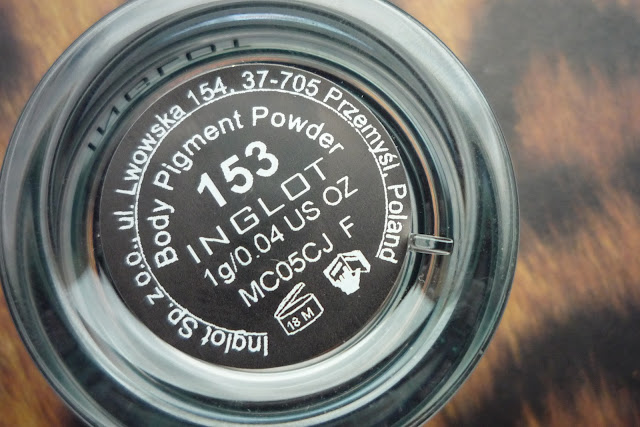 Inglot Sp. z o.o., ul. Lwowska 154, 37-705 Przemyśl, Poland
Body Pigment Powder
153
INGLOT
1g/0.04 US OZ
MC05CJ F
18 M
INGLOT